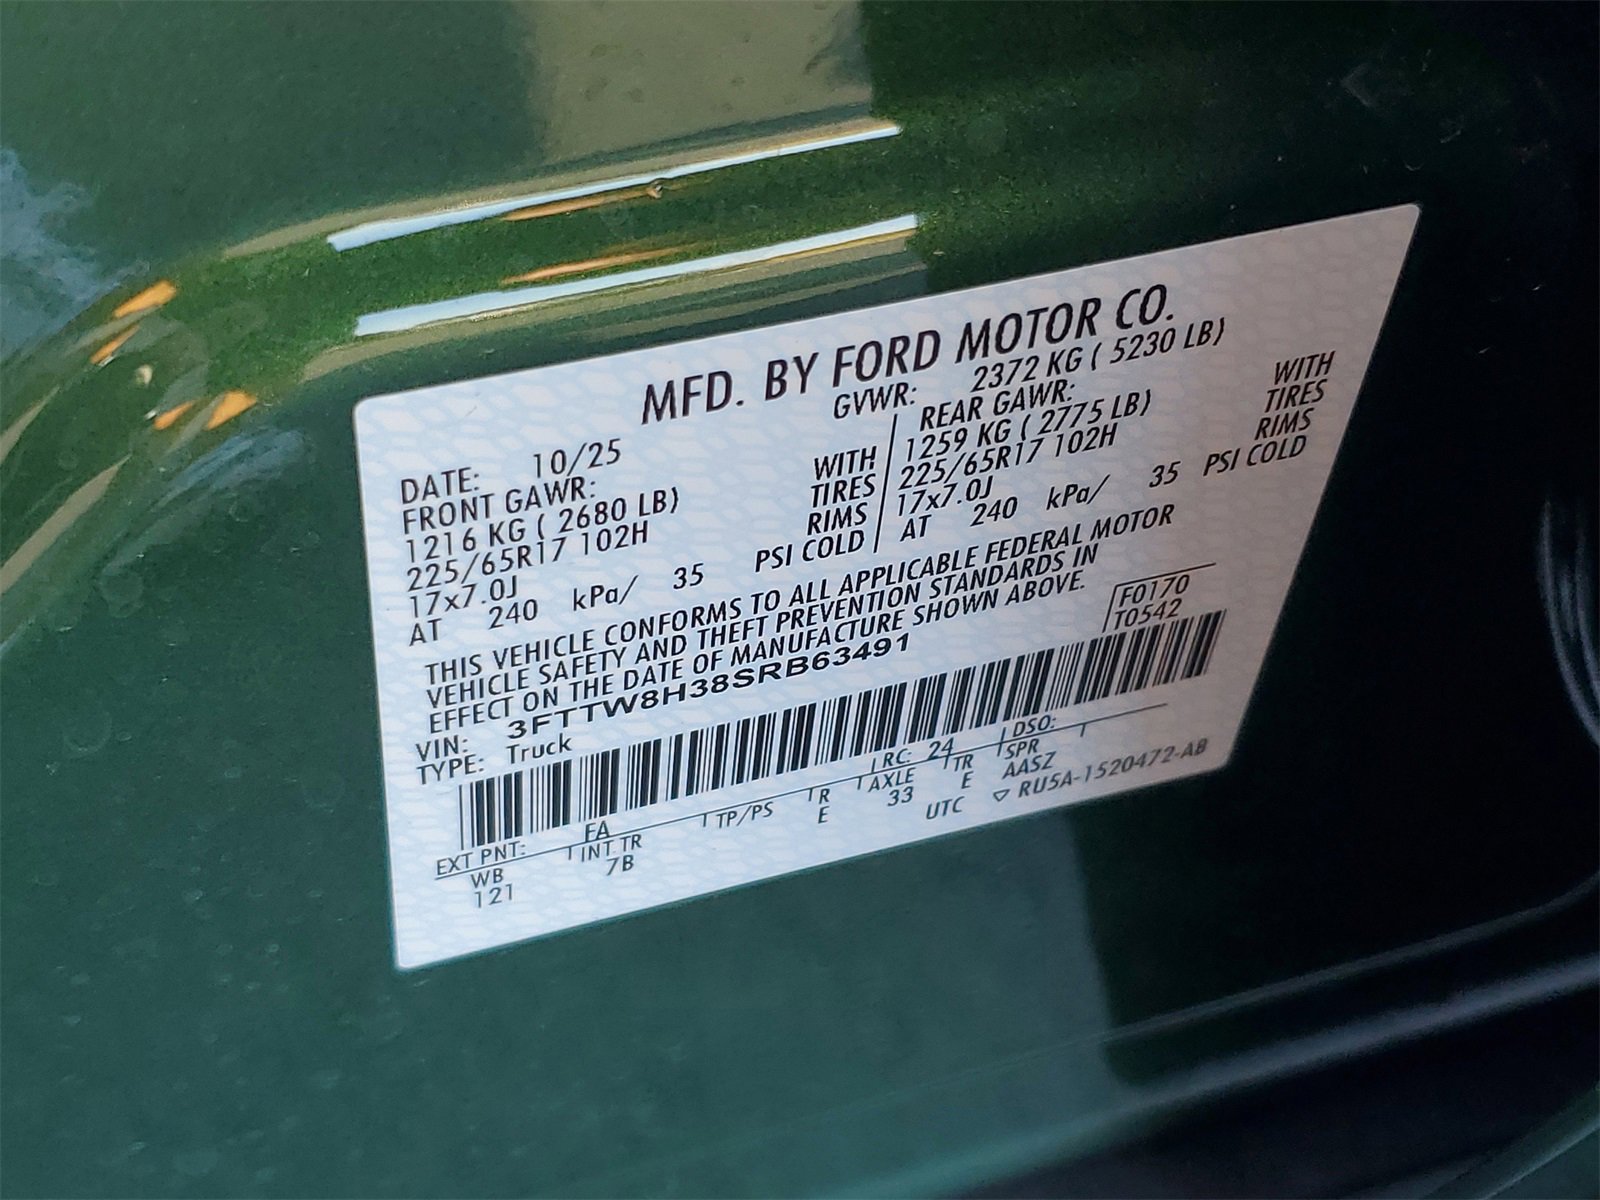 MFD. BY FORD MOTOR CO.
DATE: 10/25 GVWR: 2372 KG ( 5230 LB)
FRONT GAWR: REAR GAWR:
1216 KG ( 2680 LB) WITH 1259 KG ( 2775 LB) WITH
225/65R17 102H TIRES 225/65R17 102H TIRES
17x7.0J RIMS 17x7.0J RIMS
AT 240 kPa/ 35 PSI COLD AT 240 kPa/ 35 PSI COLD
THIS VEHICLE CONFORMS TO ALL APPLICABLE FEDERAL MOTOR
VEHICLE SAFETY AND THEFT PREVENTION STANDARDS IN
EFFECT ON THE DATE OF MANUFACTURE SHOWN ABOVE.
F0170
VIN: 3FTTW8H38SRB63491 T0542
TYPE: Truck
EXT PNT: FA RC: 24 DSO:
WB INT TR TP/PS R AXLE TR SPR
121 7B E 33 E AASZ
UTC ▽ RU5A-1520472-AB